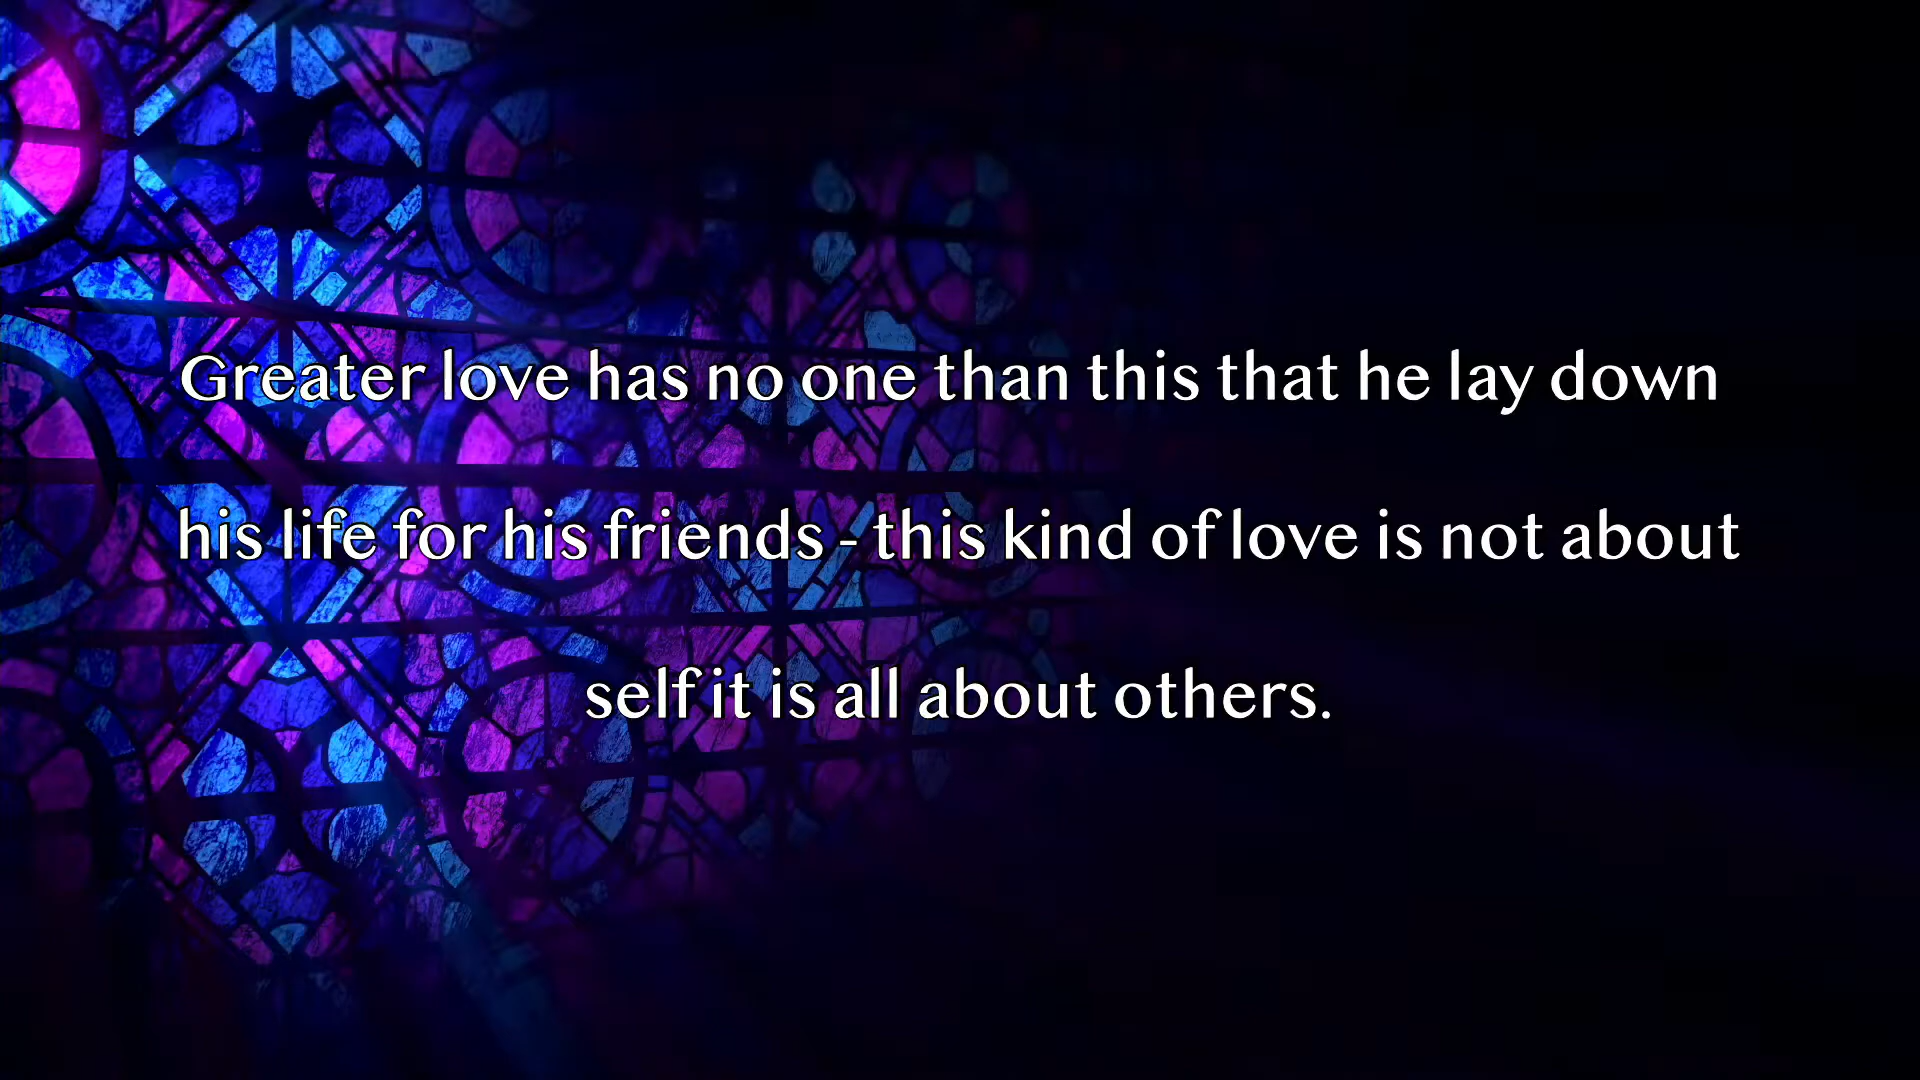 Greater love has no one than this that he lay down
his life for his friends - this kind of love is not about
self it is all about others.